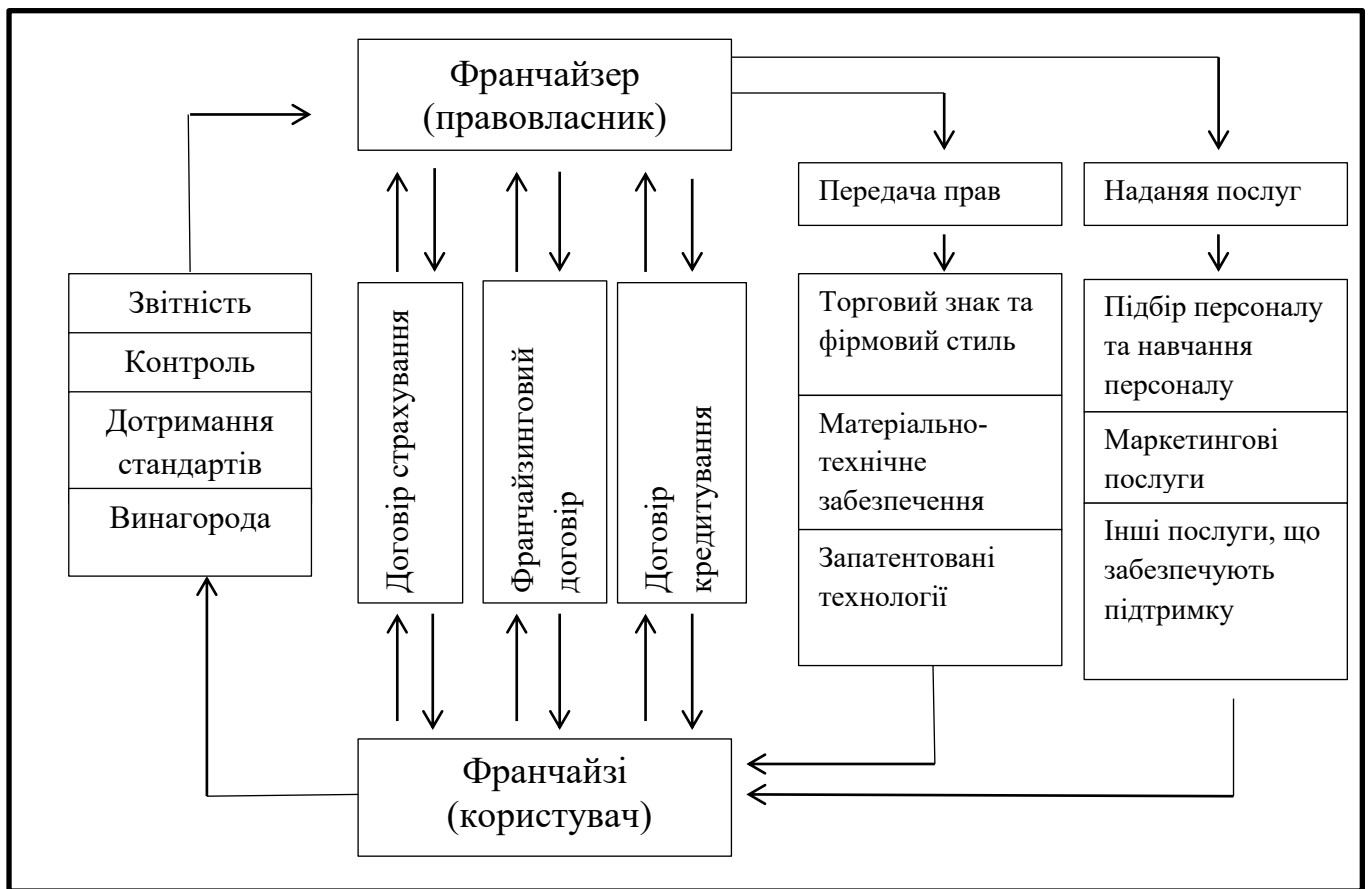 Франчайзер
(правовласник)
Передача прав
Наданяя послуг
Звітність
Контроль
Дотримання
стандартів
Винагорода
Договір страхування
Франчайзинговий
договір
Договір
кредитування
Торговий знак та
фірмовий стиль
Матеріально-
технічне
забезпечення
Запатентовані
технології
Підбір персоналу
та навчання
персоналу
Маркетингові
послуги
Інші послуги, що
забезпечують
підтримку
Франчайзі
(користувач)